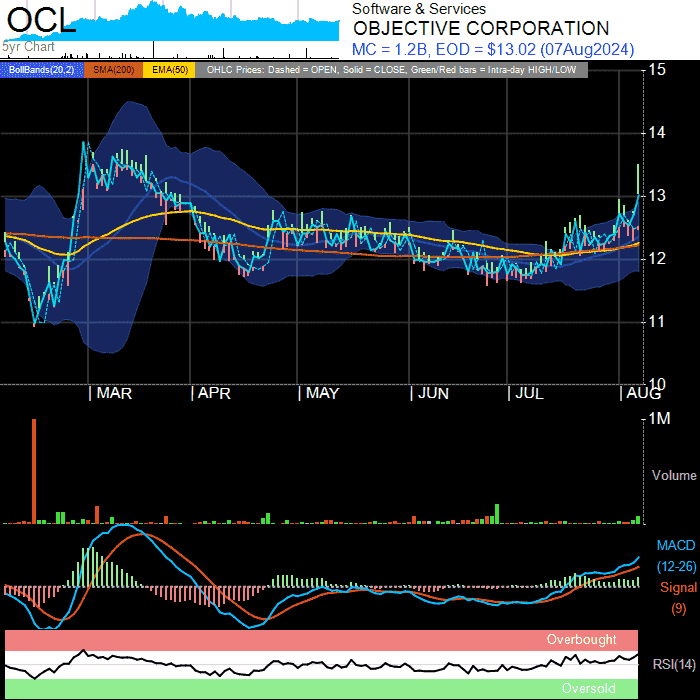 OCL
5yr Chart
Software & Services
OBJECTIVE CORPORATION
MC = 1.2B, EOD = $13.02 (07Aug2024)
BollBands(20,2) SMA(200) EMA(50) OHLC Prices: Dashed = OPEN, Solid = CLOSE, Green/Red bars = Intra-day HIGH/LOW
15
14
13
12
11
10
| MAR | APR | MAY | JUN | JUL | AUG
1M
Volume
MACD
(12-26)
Signal
(9)
Overbought
RSI(14)
Oversold